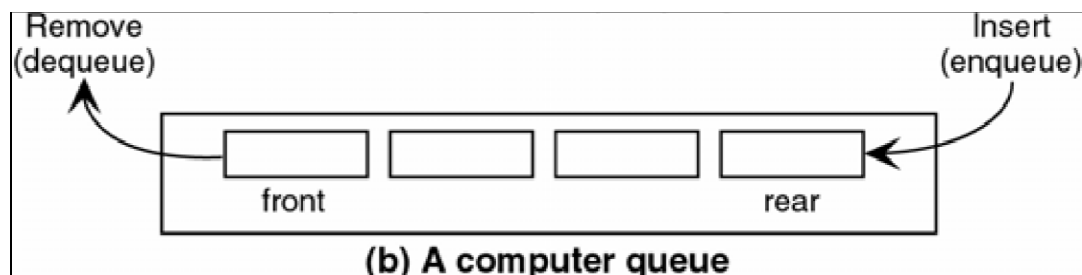 Remove
(dequeue)
Insert
(enqueue)
front
rear
(b) A computer queue